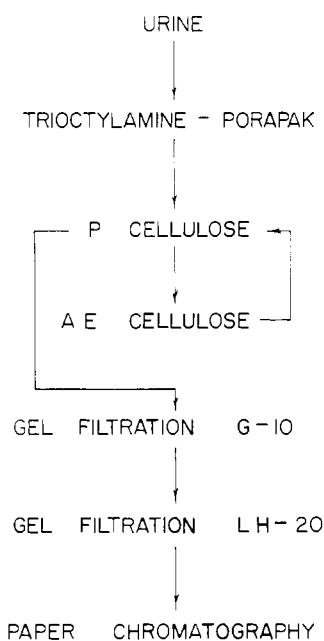 URINE
TRIOCTYLAMINE - PORAPAK
P CELLULOSE
A E CELLULOSE
GEL FILTRATION G-10
GEL FILTRATION LH-20
PAPER CHROMATOGRAPHY